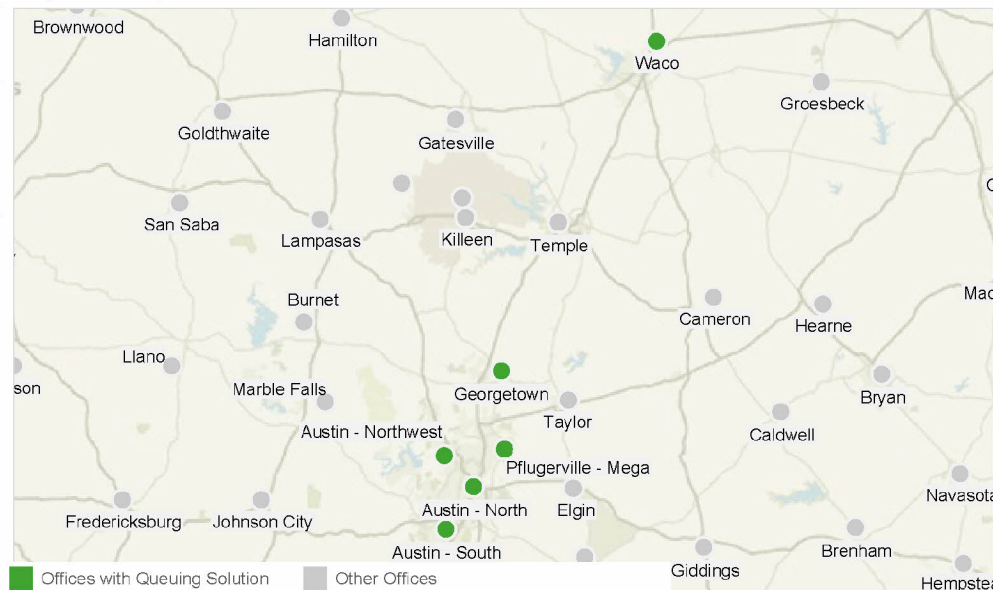 Brownwood
Hamilton
Waco
Groesbeck
Goldthwaite
Gatesville
San Saba
Lampasas
Killeen
Temple
Burnet
Mad
Cameron
Hearne
Llano
son
Marble Falls
Georgetown
Bryan
Taylor
Austin - Northwest
Caldwell
Pflugerville - Mega
Navasota
Austin - North
Elgin
Fredericksburg
Johnson City
Austin - South
Brenham
Giddings
Hempstea
Offices with Queuing Solution
Other Offices